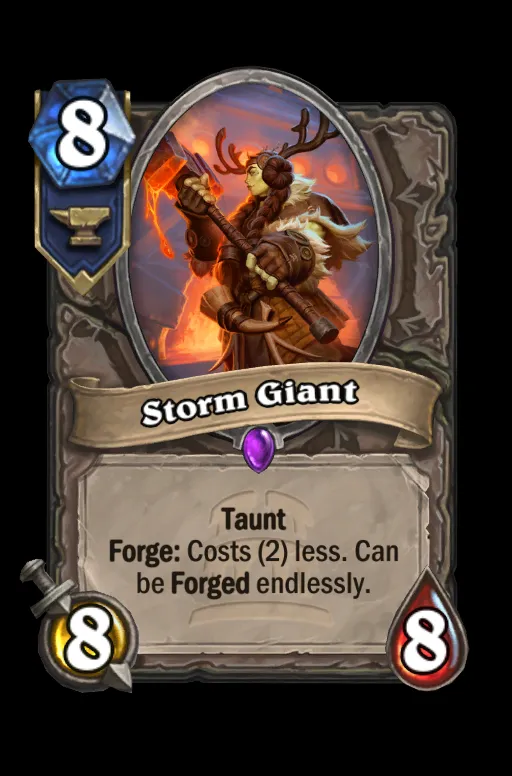 8
Storm Giant
Taunt
Forge: Costs (2) less. Can
be Forged endlessly.
8 8